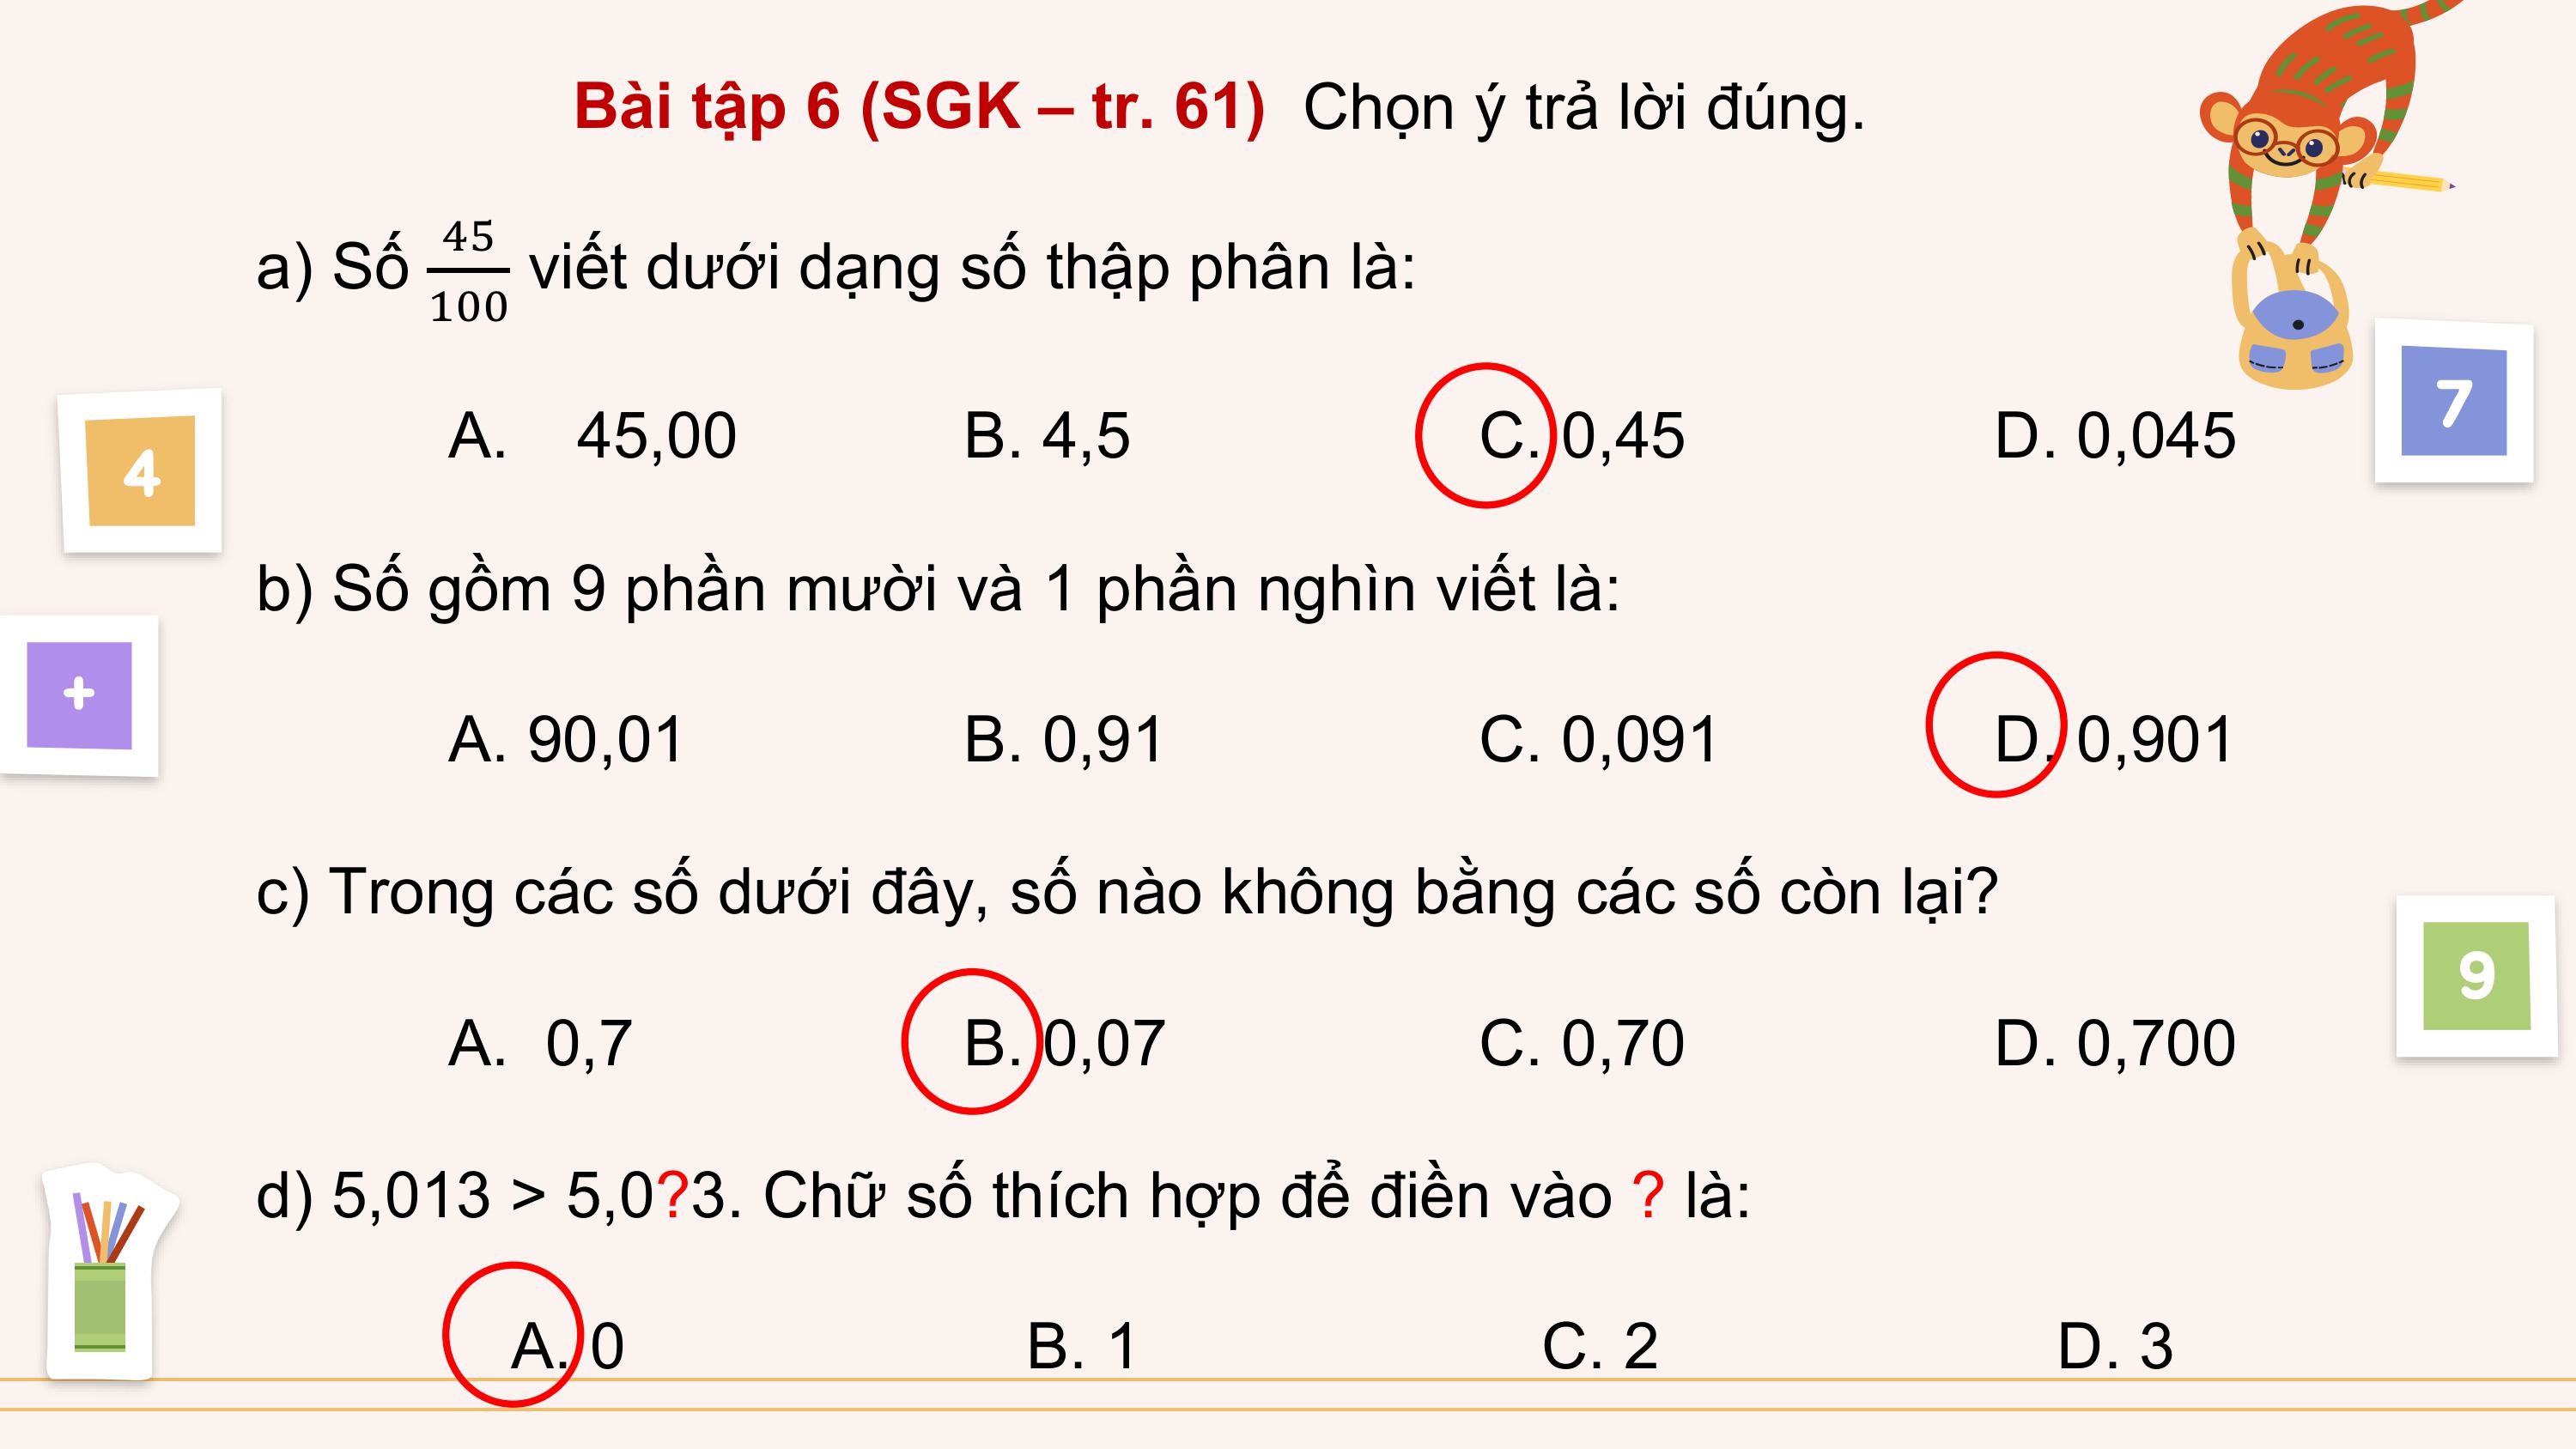 Bài tập 6 (SGK – tr. 61) Chọn ý trả lời đúng.
a) Số 45/100 viết dưới dạng số thập phân là:
7
A. 45,00 B. 4,5 C. 0,45 D. 0,045
4
b) Số gồm 9 phần mười và 1 phần nghìn viết là:
+
A. 90,01 B. 0,91 C. 0,091 D. 0,901
c) Trong các số dưới đây, số nào không bằng các số còn lại?
9
A. 0,7 B. 0,07 C. 0,70 D. 0,700
d) 5,013 > 5,0?3. Chữ số thích hợp để điền vào ? là:
A. 0 B. 1 C. 2 D. 3